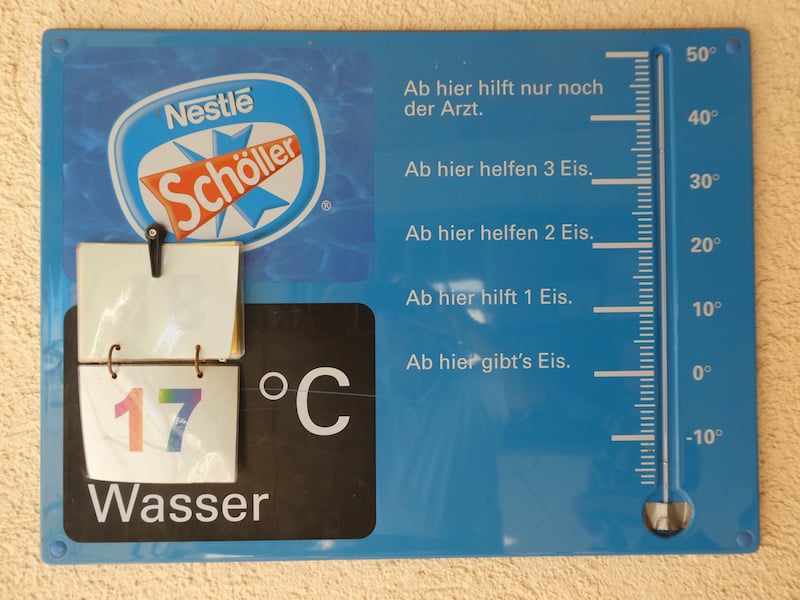 Nestlé
Schöller
®
17
°C
Wasser
Ab hier hilft nur noch
der Arzt.
Ab hier helfen 3 Eis.
Ab hier helfen 2 Eis.
Ab hier hilft 1 Eis.
Ab hier gibt's Eis.
50°
40°
30°
20°
10°
0°
-10°